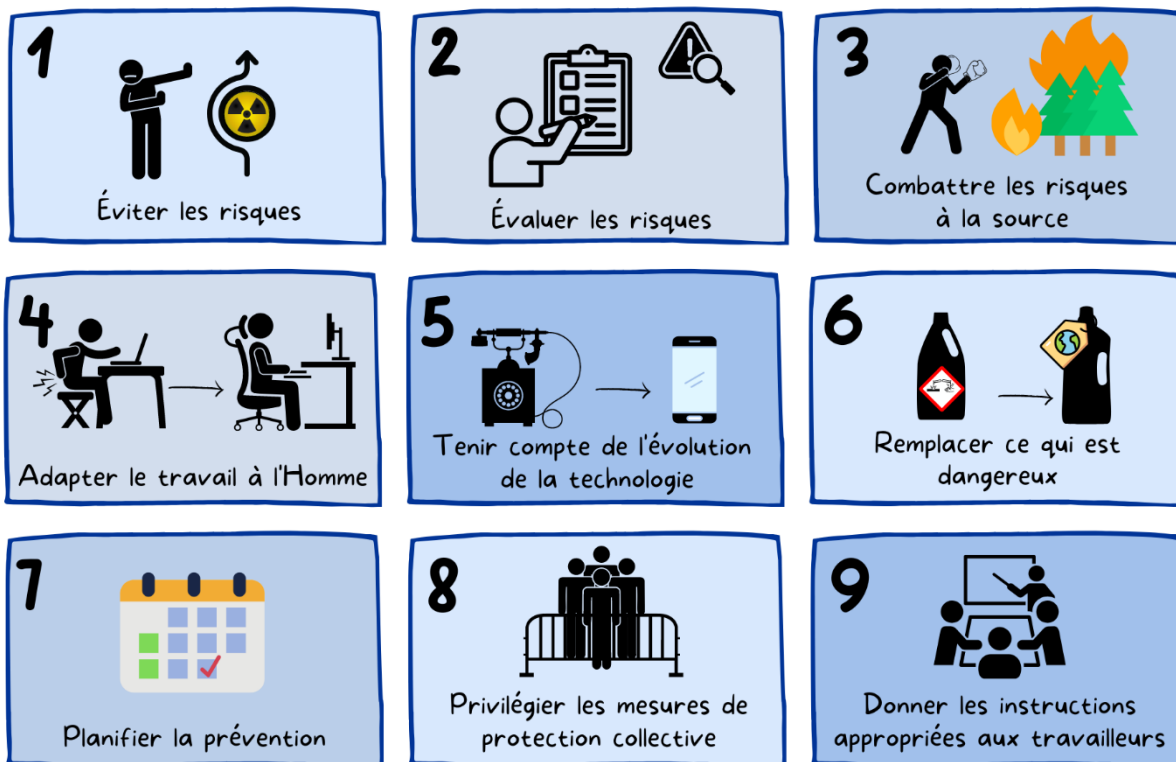 1
Éviter les risques
2
Évaluer les risques
3
Combattre les risques
à la source
4
Adapter le travail à l'Homme
5
Tenir compte de l'évolution
de la technologie
6
Remplacer ce qui est
dangereux
7
Planifier la prévention
8
Privilégier les mesures de
protection collective
9
Donner les instructions
appropriées aux travailleurs